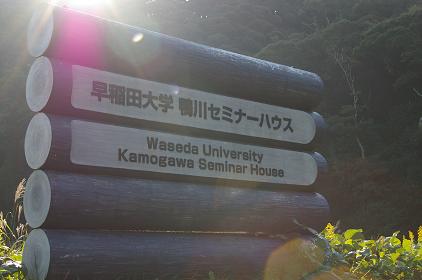 早稲田大学 鴨川セミナーハウス
Waseda University
Kamogawa Seminar House